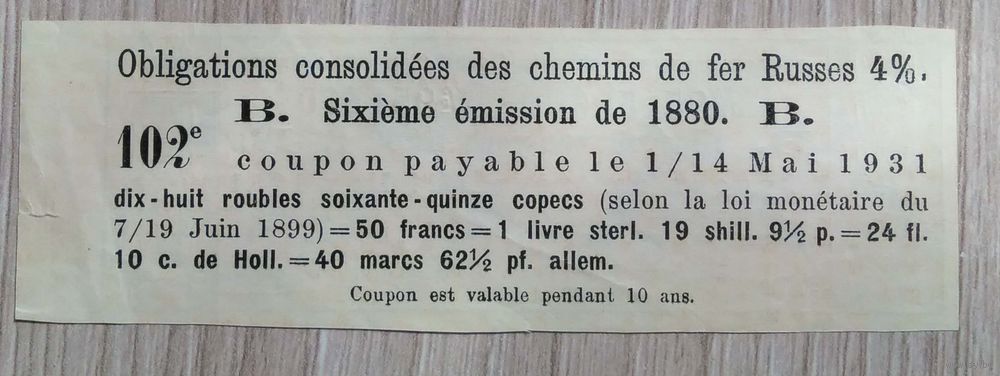 Obligations consolidées des chemins de fer Russes 4%.
B. Sixième émission de 1880. B.
102e coupon payable le 1/14 Mai 1931
dix-huit roubles soixante-quinze copecs (selon la loi monétaire du
7/19 Juin 1899)=50 francs=1 livre sterl. 19 shill. 9½ p.=24 fl.
10 c. de Holl.=40 marcs 62½ pf. allem.
Coupon est valable pendant 10 ans.